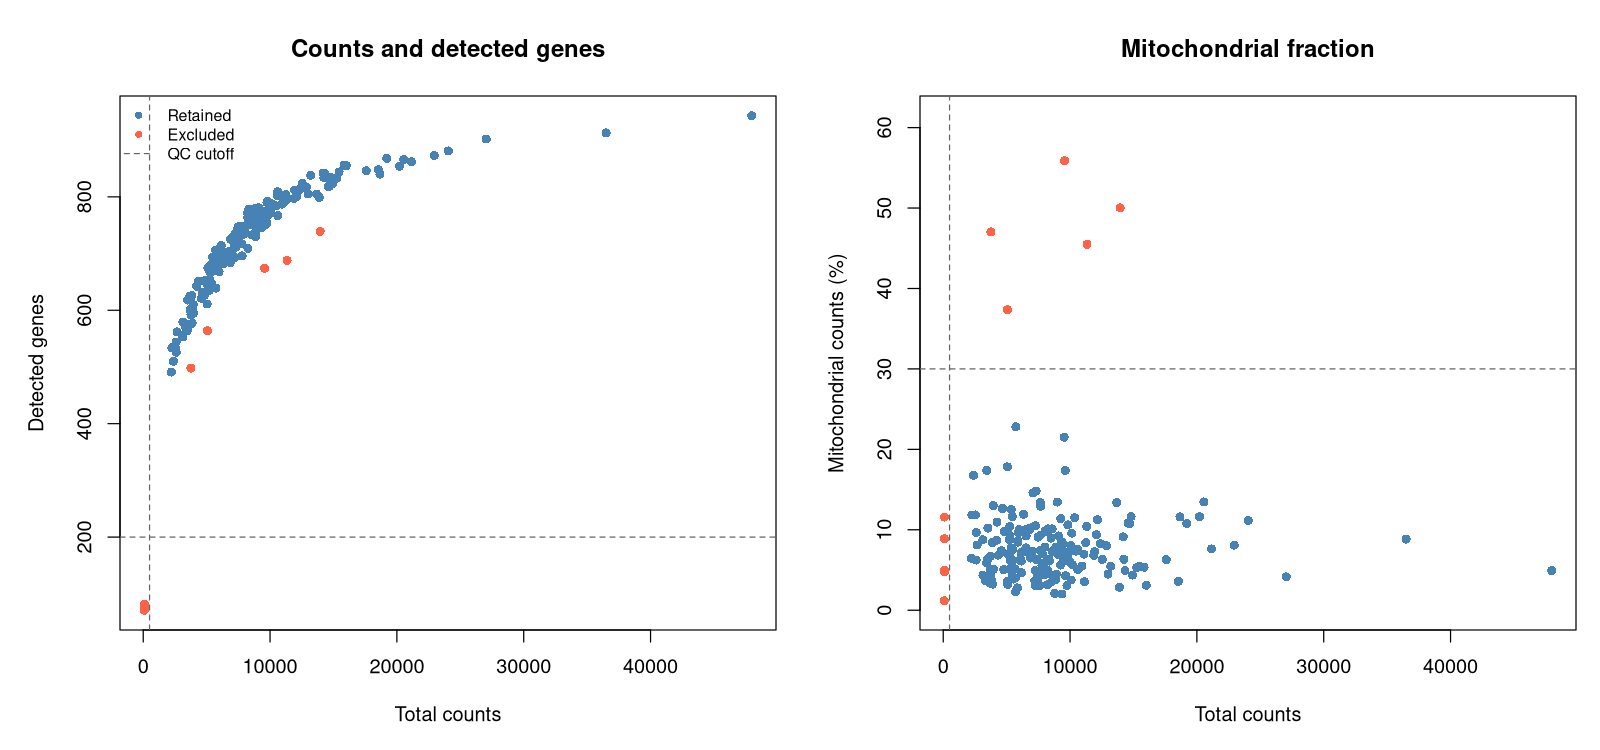 Counts and detected genes
Retained
Excluded
QC cutoff
800
600
400
200
Detected genes
0 10000 20000 30000 40000
Total counts
Mitochondrial fraction
60
50
40
30
20
10
0
Mitochondrial counts (%)
0 10000 20000 30000 40000
Total counts